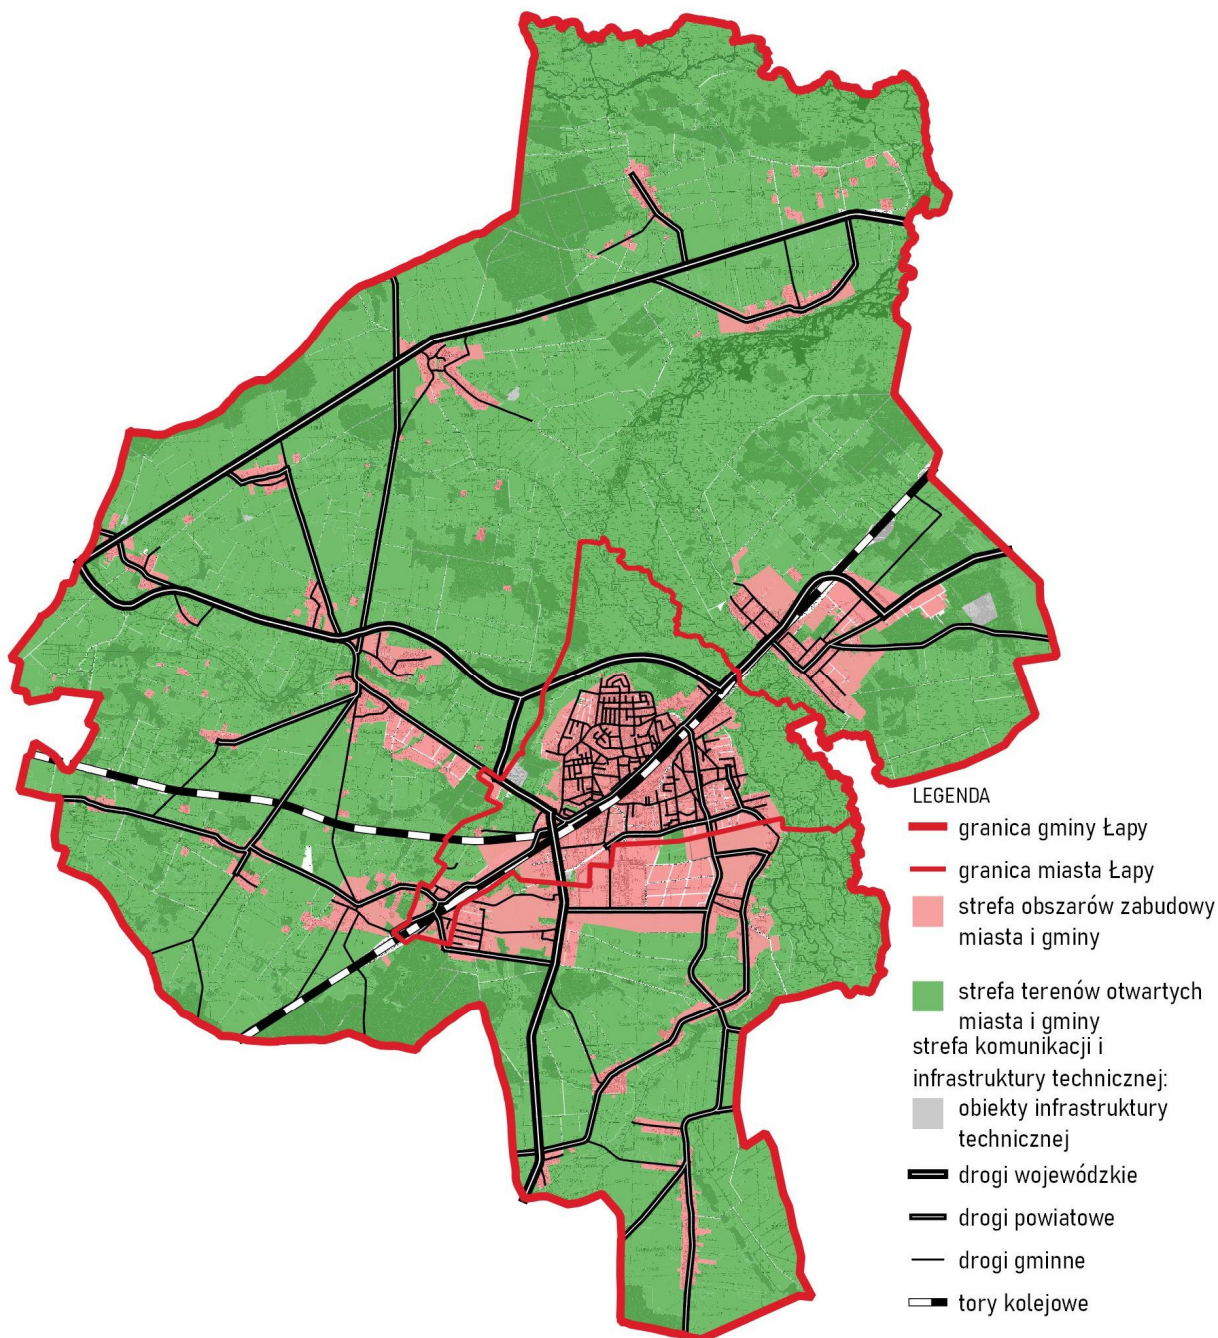 LEGENDA
granica gminy Łapy
granica miasta Łapy
strefa obszarów zabudowy
miasta i gminy
strefa terenów otwartych
miasta i gminy
strefa komunikacji i
infrastruktury technicznej:
obiekty infrastruktury
technicznej
drogi wojewódzkie
drogi powiatowe
drogi gminne
tory kolejowe